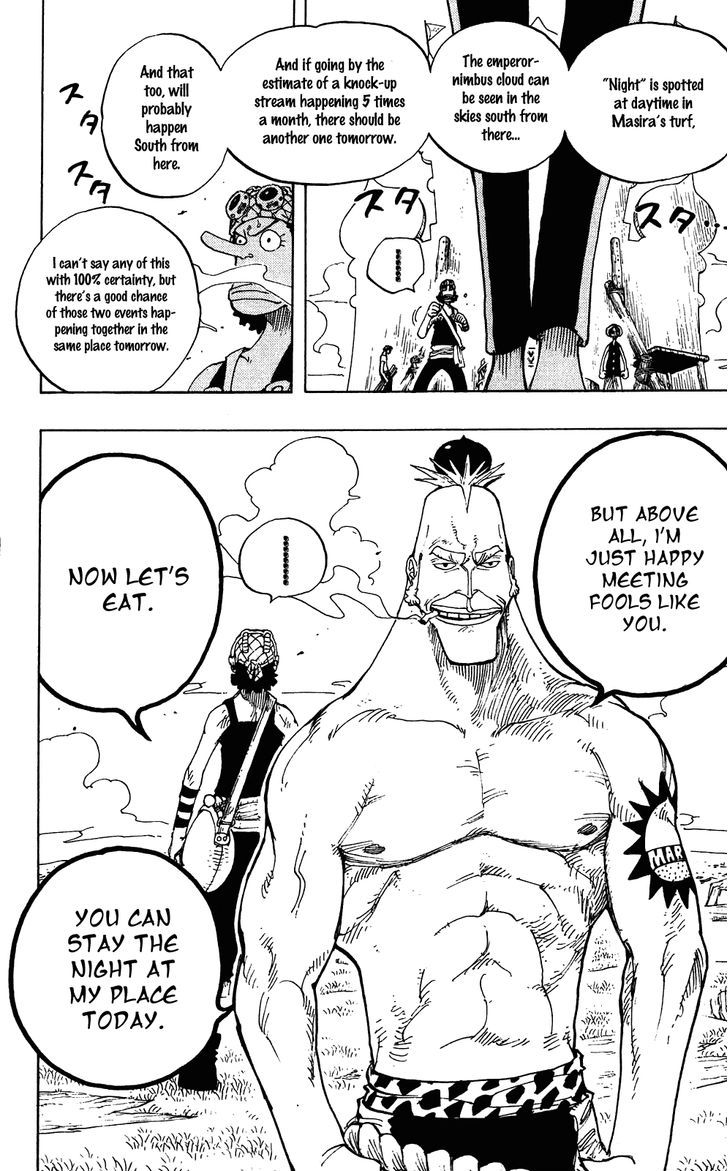 "Night" is spotted
at daytime in
Masira's turf,
The emperor-
nimbus cloud can
be seen in the
skies south from
there...
And if going by the
estimate of a knock-up
stream happening 5 times
a month, there should be
another one tomorrow.
And that
too, will
probably
happen
South from
here.
I can't say any of this
with 100% certainty, but
there's a good chance
of those two events hap-
pening together in the
same place tomorrow.
スタ...
スタ
スタ
スタ
BUT ABOVE
ALL, I'M
JUST HAPPY
MEETING
FOOLS LIKE
YOU.
NOW LET'S
EAT.
YOU CAN
STAY THE
NIGHT AT
MY PLACE
TODAY.
MAR